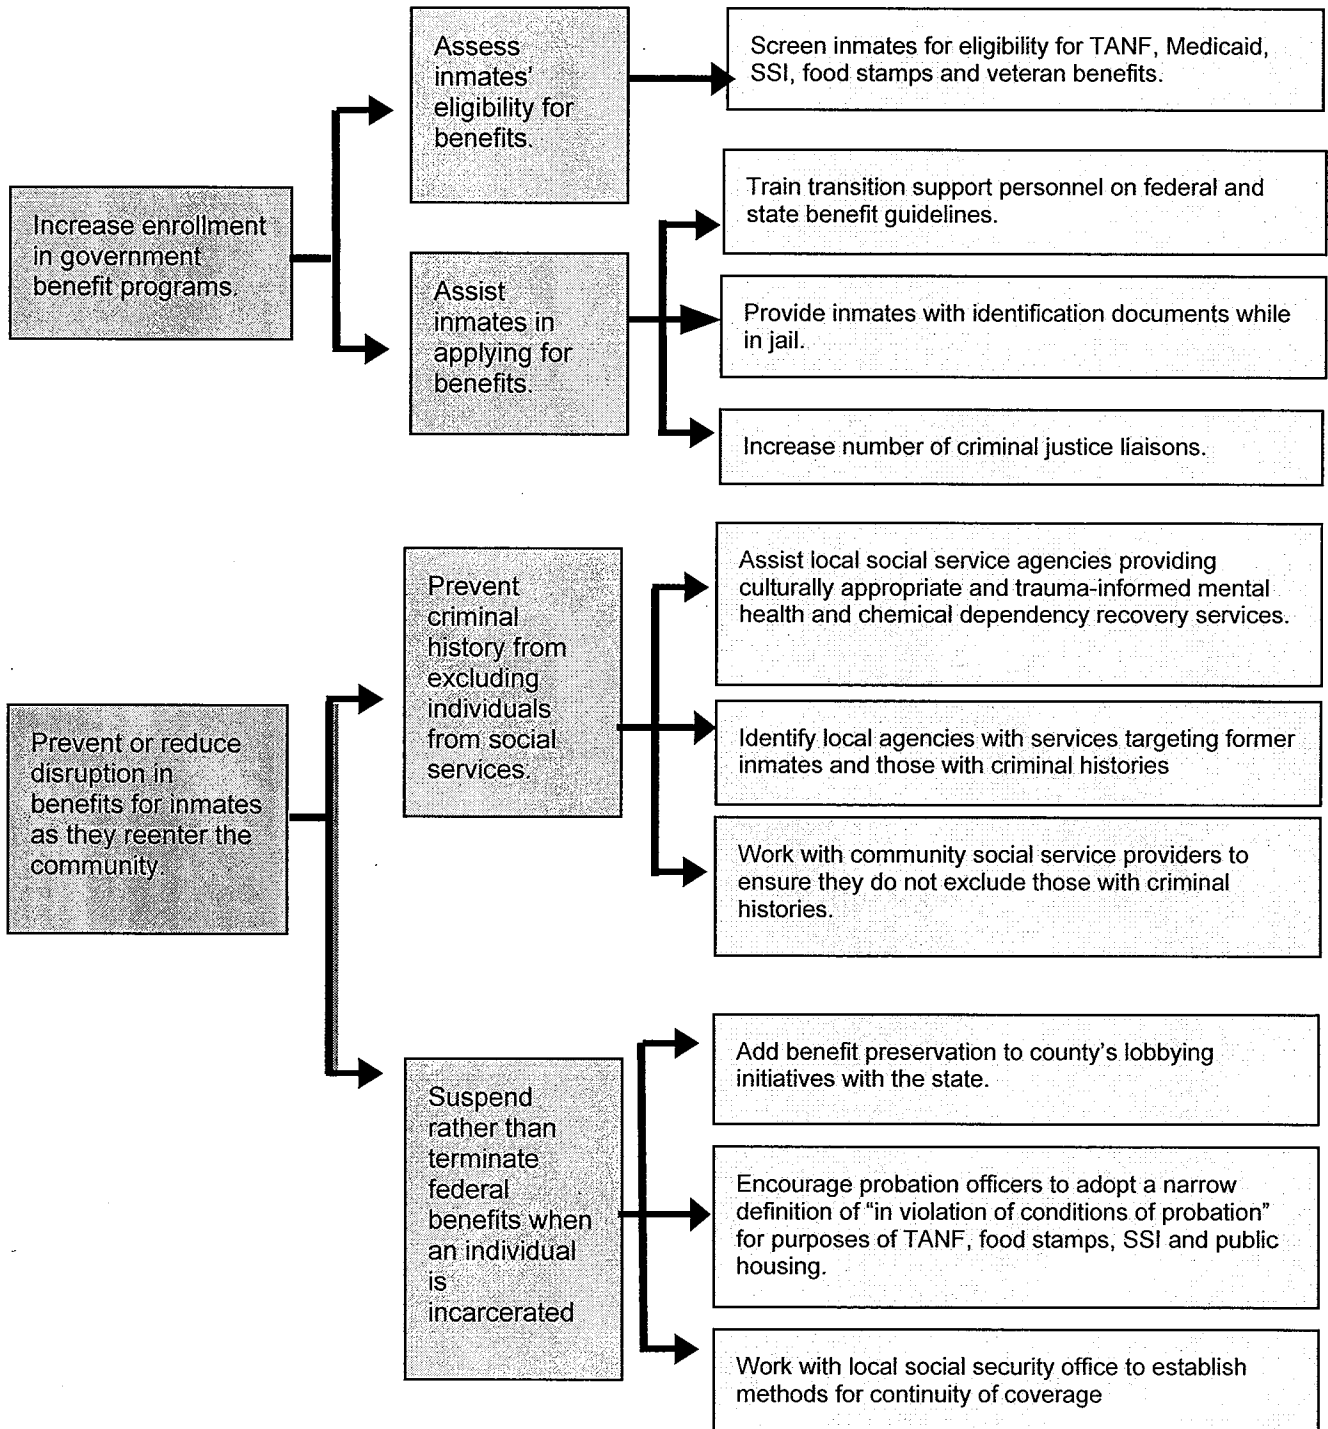 Increase enrollment
in government
benefit programs.
Assess
inmates'
eligibility for
benefits.
Screen inmates for eligibility for TANF, Medicaid,
SSI, food stamps and veteran benefits.
Assist
inmates in
applying for
benefits.
Train transition support personnel on federal and
state benefit guidelines.
Provide inmates with identification documents while
in jail.
Increase number of criminal justice liaisons.
Prevent or reduce
disruption in
benefits for inmates
as they reenter the
community.
Prevent
criminal
history from
excluding
individuals
from social
services.
Assist local social service agencies providing
culturally appropriate and trauma-informed mental
health and chemical dependency recovery services.
Identify local agencies with services targeting former
inmates and those with criminal histories
Work with community social service providers to
ensure they do not exclude those with criminal
histories.
Suspend
rather than
terminate
federal
benefits when
an individual
is
incarcerated
Add benefit preservation to county's lobbying
initiatives with the state.
Encourage probation officers to adopt a narrow
definition of "in violation of conditions of probation"
for purposes of TANF, food stamps, SSI and public
housing.
Work with local social security office to establish
methods for continuity of coverage